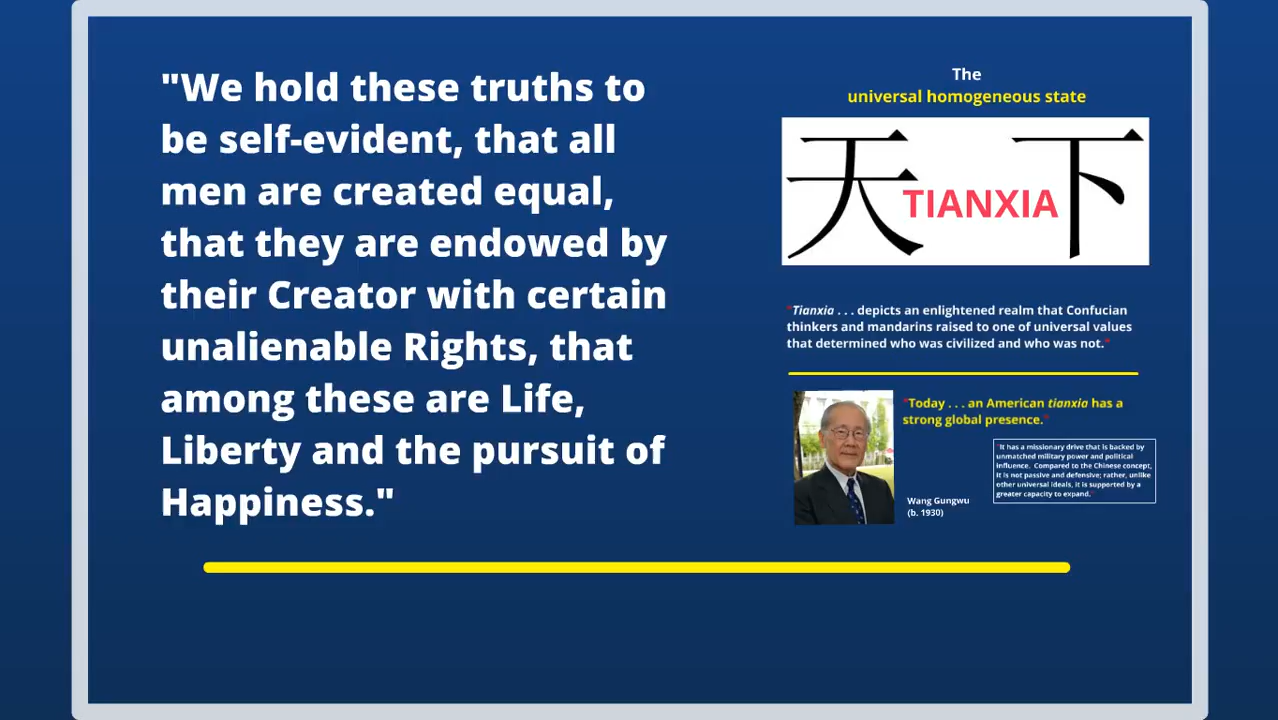 "We hold these truths to
be self-evident, that all
men are created equal,
that they are endowed by
their Creator with certain
unalienable Rights, that
among these are Life,
Liberty and the pursuit of
Happiness."
The
universal homogeneous state
天下
TIANXIA
"Tianxia . . . depicts an enlightened realm that Confucian
thinkers and mandarins raised to one of universal values
that determined who was civilized and who was not."
"Today . . . an American tianxia has a
strong global presence."
"It has a missionary drive that is backed by
unmatched military power and political
influence. Compared to the Chinese concept,
it is not passive and defensive; rather, unlike
other universal ideals, it is supported by a
greater capacity to expand."
Wang Gungwu
(b. 1930)